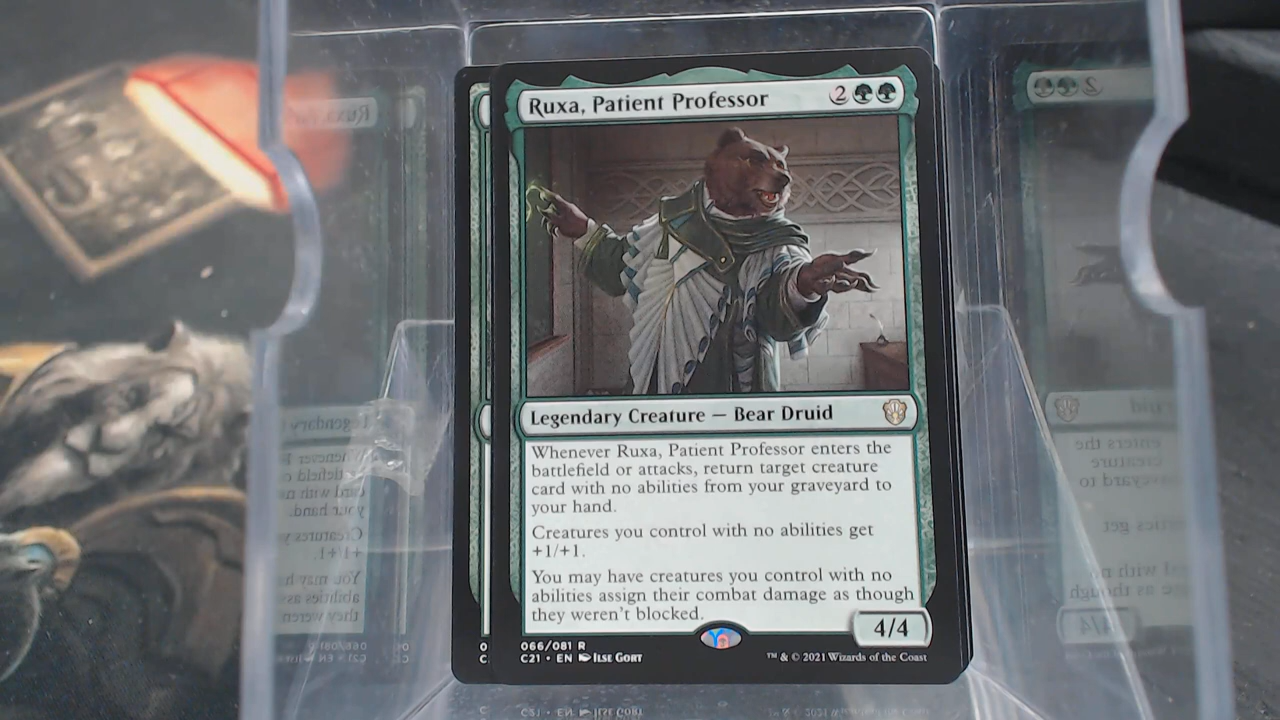 Ruxa, Patient Professor 2
Legendary Creature — Bear Druid
Whenever Ruxa, Patient Professor enters the
battlefield or attacks, return target creature
card with no abilities from your graveyard to
your hand.
Creatures you control with no abilities get
+1/+1.
You may have creatures you control with no
abilities assign their combat damage as though
they weren't blocked.
4/4
066/081 R
C21 • EN ILSE GORT
™ & © 2021 Wizards of the Coast